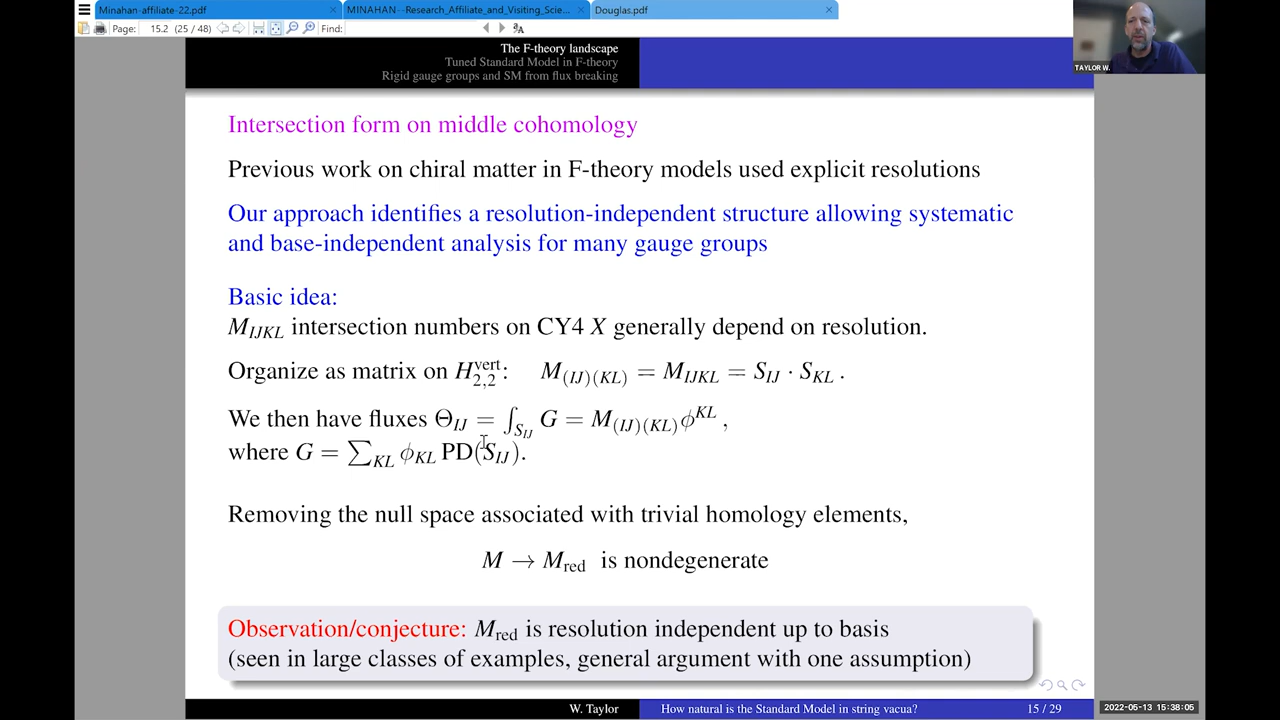 Minahan-affiliate-22.pdf
MINAHAN--Research_Affiliate_and_Visiting_Scie...
Douglas.pdf
Page: 15.2 (25 / 48) Find:
TAYLOR W.
The F-theory landscape
Tuned Standard Model in F-theory
Rigid gauge groups and SM from flux breaking
Intersection form on middle cohomology
Previous work on chiral matter in F-theory models used explicit resolutions
Our approach identifies a resolution-independent structure allowing systematic
and base-independent analysis for many gauge groups
Basic idea:
M_{IJKL} intersection numbers on CY4 X generally depend on resolution.
Organize as matrix on H_{2,2}^{vert}: M_{(IJ)(KL)} = M_{IJKL} = S_{IJ} · S_{KL} .
We then have fluxes Θ_{IJ} = ∫_{S_{IJ}} G = M_{(IJ)(KL)}ϕ^{KL} ,
where G = ∑_{KL} ϕ_{KL} PD(S_{IJ}).
Removing the null space associated with trivial homology elements,
M → M_{red} is nondegenerate
Observation/conjecture: M_{red} is resolution independent up to basis
(seen in large classes of examples, general argument with one assumption)
W. Taylor How natural is the Standard Model in string vacua? 15 / 29
2022-05-13 15:38:05